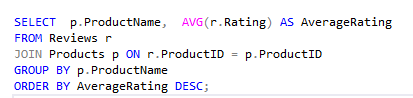 SELECT  p.ProductName,  AVG(r.Rating) AS AverageRating
FROM Reviews r
JOIN Products p ON r.ProductID = p.ProductID
GROUP BY p.ProductName
ORDER BY AverageRating DESC;